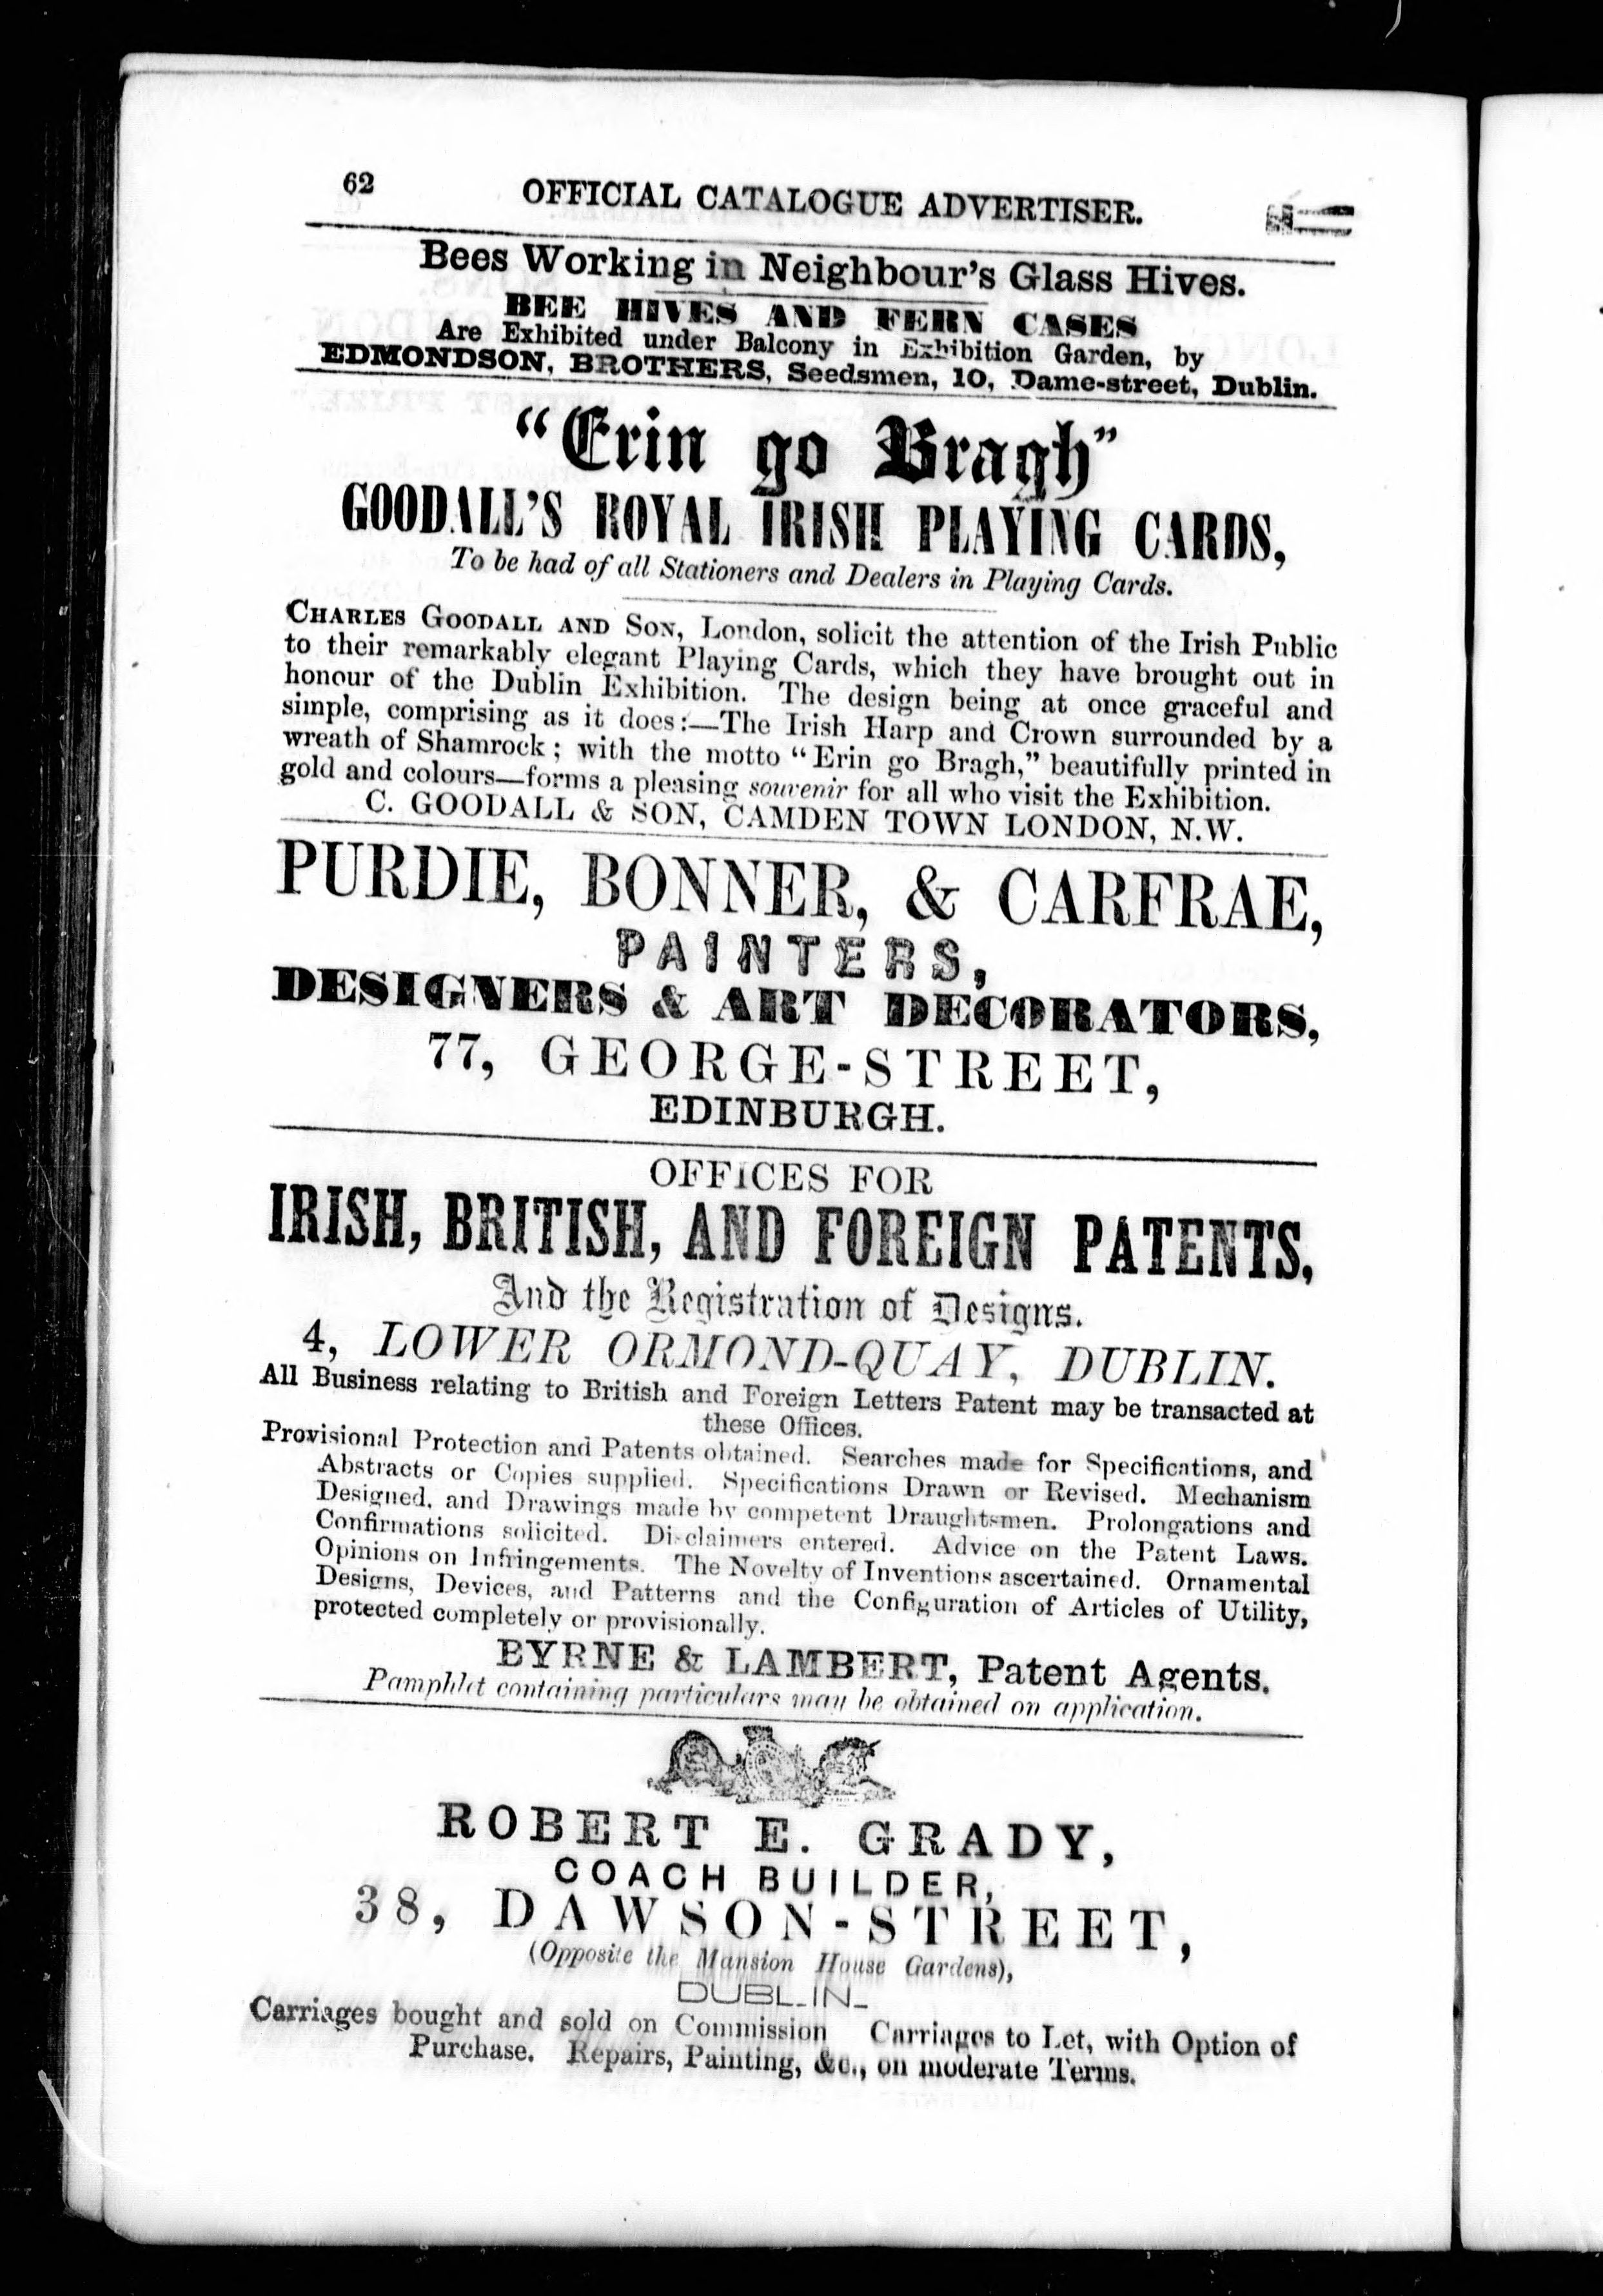 62 OFFICIAL CATALOGUE ADVERTISER.
Bees Working in Neighbour's Glass Hives.
BEE HIVES AND FERN CASES
Are Exhibited under Balcony in Exhibition Garden, by
EDMONDSON, BROTHERS, Seedsmen, 10, Dame-street, Dublin.
"Erin go Bragh"
GOODALL'S ROYAL IRISH PLAYING CARDS,
To be had of all Stationers and Dealers in Playing Cards.
CHARLES GOODALL AND SON, London, solicit the attention of the Irish Public
to their remarkably elegant Playing Cards, which they have brought out in
honour of the Dublin Exhibition. The design being at once graceful and
simple, comprising as it does:—The Irish Harp and Crown surrounded by a
wreath of Shamrock; with the motto "Erin go Bragh," beautifully printed in
gold and colours—forms a pleasing souvenir for all who visit the Exhibition.
C. GOODALL & SON, CAMDEN TOWN LONDON, N.W.
PURDIE, BONNER, & CARFRAE,
PAINTERS,
DESIGNERS & ART DECORATORS,
77, GEORGE-STREET,
EDINBURGH.
OFFICES FOR
IRISH, BRITISH, AND FOREIGN PATENTS,
And the Registration of Designs.
4, LOWER ORMOND-QUAY, DUBLIN.
All Business relating to British and Foreign Letters Patent may be transacted at
these Offices.
Provisional Protection and Patents obtained. Searches made for Specifications, and
Abstracts or Copies supplied. Specifications Drawn or Revised. Mechanism
Designed, and Drawings made by competent Draughtsmen. Prolongations and
Confirmations solicited. Disclaimers entered. Advice on the Patent Laws.
Opinions on Infringements. The Novelty of Inventions ascertained. Ornamental
Designs, Devices, and Patterns and the Configuration of Articles of Utility,
protected completely or provisionally.
BYRNE & LAMBERT, Patent Agents.
Pamphlet containing particulars may be obtained on application.
ROBERT E. GRADY,
COACH BUILDER,
38, DAWSON-STREET,
(Opposite the Mansion House Gardens),
DUBLIN
Carriages bought and sold on Commission Carriages to Let, with Option of
Purchase. Repairs, Painting, &c., on moderate Terms.